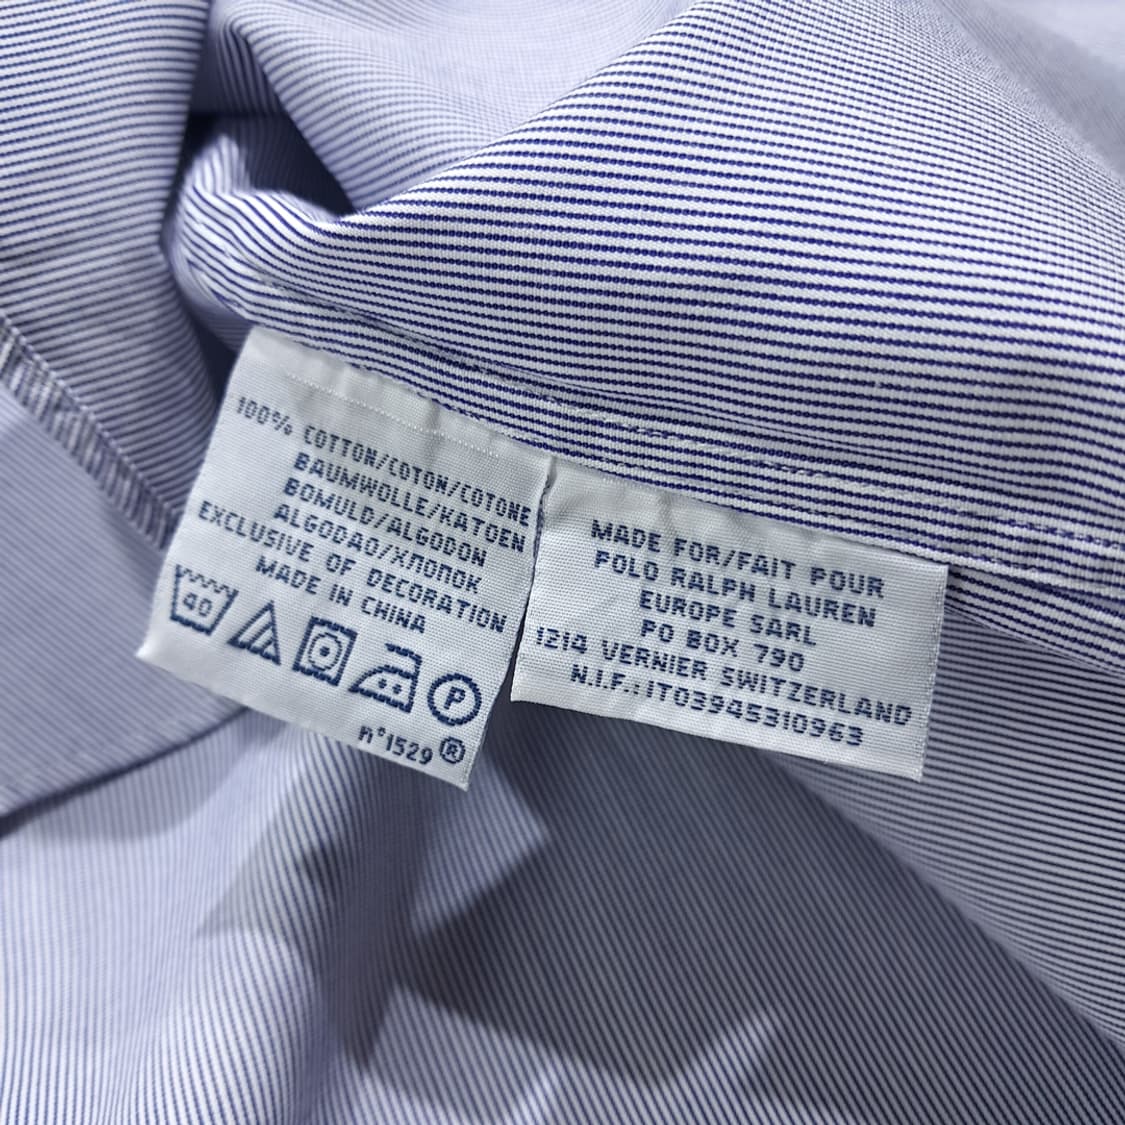 100% COTTON/COTON/COTONE
BAUMWOLLE/KATOEN
BOMULD/ALGODON
ALGODAO/ХЛОПОК
EXCLUSIVE OF DECORATION
MADE IN CHINA
40
P
n°1529 ®
MADE FOR/FAIT POUR
POLO RALPH LAUREN
EUROPE SARL
PO BOX 790
1214 VERNIER SWITZERLAND
N.I.F.:IT03945310963